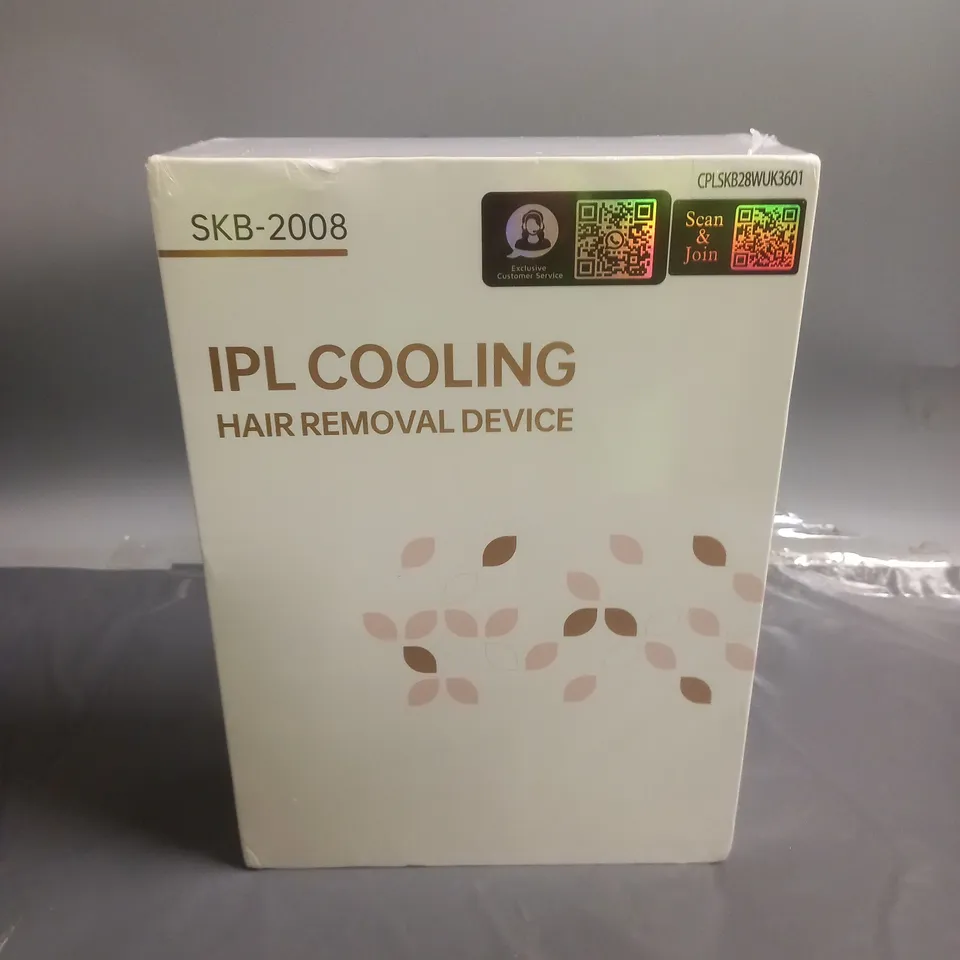 CPLSKB28WUK3601
SKB-2008
Exclusive
Customer Service
Scan
&
Join
IPL COOLING
HAIR REMOVAL DEVICE